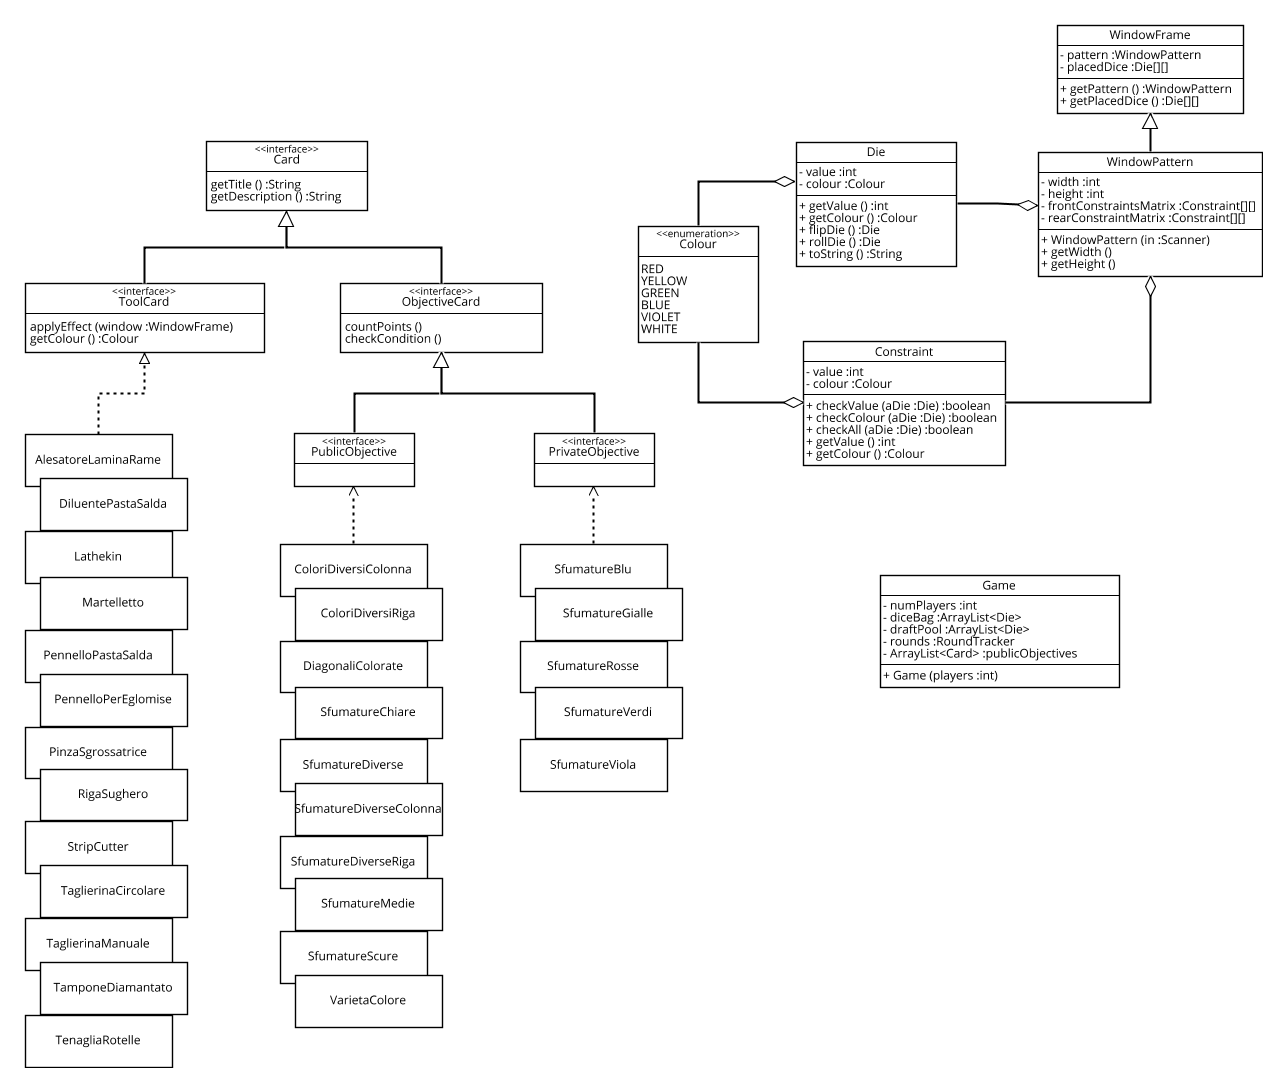 WindowFrame
- pattern :WindowPattern
- placedDice :Die[][]
+ getPattern () :WindowPattern
+ getPlacedDice () :Die[][]
<<interface>>
Card
getTitle () :String
getDescription () :String
Die
- value :int
- colour :Colour
+ getValue () :int
+ getColour () :Colour
+ flipDie () :Die
+ rollDie () :Die
+ toString () :String
WindowPattern
- width :int
- height :int
- frontConstraintsMatrix :Constraint[][]
- rearConstraintMatrix :Constraint[][]
+ WindowPattern (in :Scanner)
+ getWidth ()
+ getHeight ()
<<enumeration>>
Colour
RED
YELLOW
GREEN
BLUE
VIOLET
WHITE
<<interface>>
ToolCard
applyEffect (window :WindowFrame)
getColour () :Colour
<<interface>>
ObjectiveCard
countPoints ()
checkCondition ()
Constraint
- value :int
- colour :Colour
+ checkValue (aDie :Die) :boolean
+ checkColour (aDie :Die) :boolean
+ checkAll (aDie :Die) :boolean
+ getValue () :int
+ getColour () :Colour
<<interface>>
PublicObjective
<<interface>>
PrivateObjective
AlesatoreLaminaRame
DiluentePastaSalda
Lathekin
Martelletto
PennelloPastaSalda
PennelloPerEglomise
PinzaSgrossatrice
RigaSughero
StripCutter
TaglierinaCircolare
TaglierinaManuale
TamponeDiamantato
TenagliaRotelle
ColoriDiversiColonna
ColoriDiversiRiga
DiagonaliColorate
SfumatureChiare
SfumatureDiverse
SfumatureDiverseColonna
SfumatureDiverseRiga
SfumatureMedie
SfumatureScure
VarietaColore
SfumatureBlu
SfumatureGialle
SfumatureRosse
SfumatureVerdi
SfumatureViola
Game
- numPlayers :int
- diceBag :ArrayList<Die>
- draftPool :ArrayList<Die>
- rounds :RoundTracker
- ArrayList<Card> :publicObjectives
+ Game (players :int)